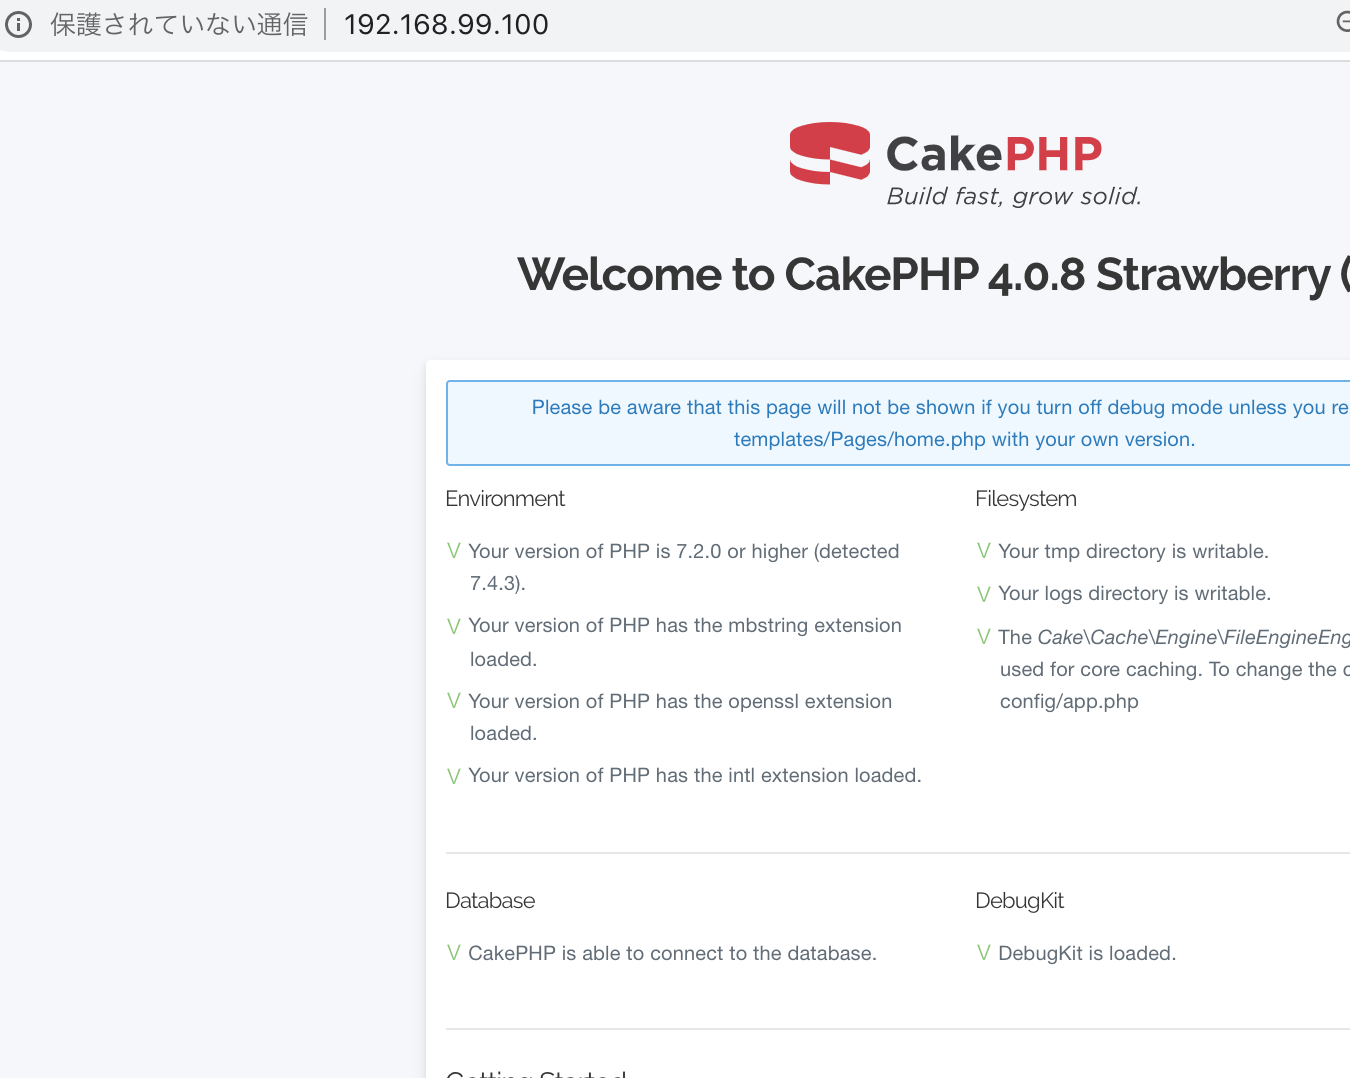 保護されていない通信 192.168.99.100
CakePHP
Build fast, grow solid.
Welcome to CakePHP 4.0.8 Strawberry (
Please be aware that this page will not be shown if you turn off debug mode unless you re
templates/Pages/home.php with your own version.
Environment
Your version of PHP is 7.2.0 or higher (detected
7.4.3).
Your version of PHP has the mbstring extension
loaded.
Your version of PHP has the openssl extension
loaded.
Your version of PHP has the intl extension loaded.
Filesystem
Your tmp directory is writable.
Your logs directory is writable.
The Cake\Cache\Engine\FileEngineEng
used for core caching. To change the c
config/app.php
Database
CakePHP is able to connect to the database.
DebugKit
DebugKit is loaded.
Getting Started